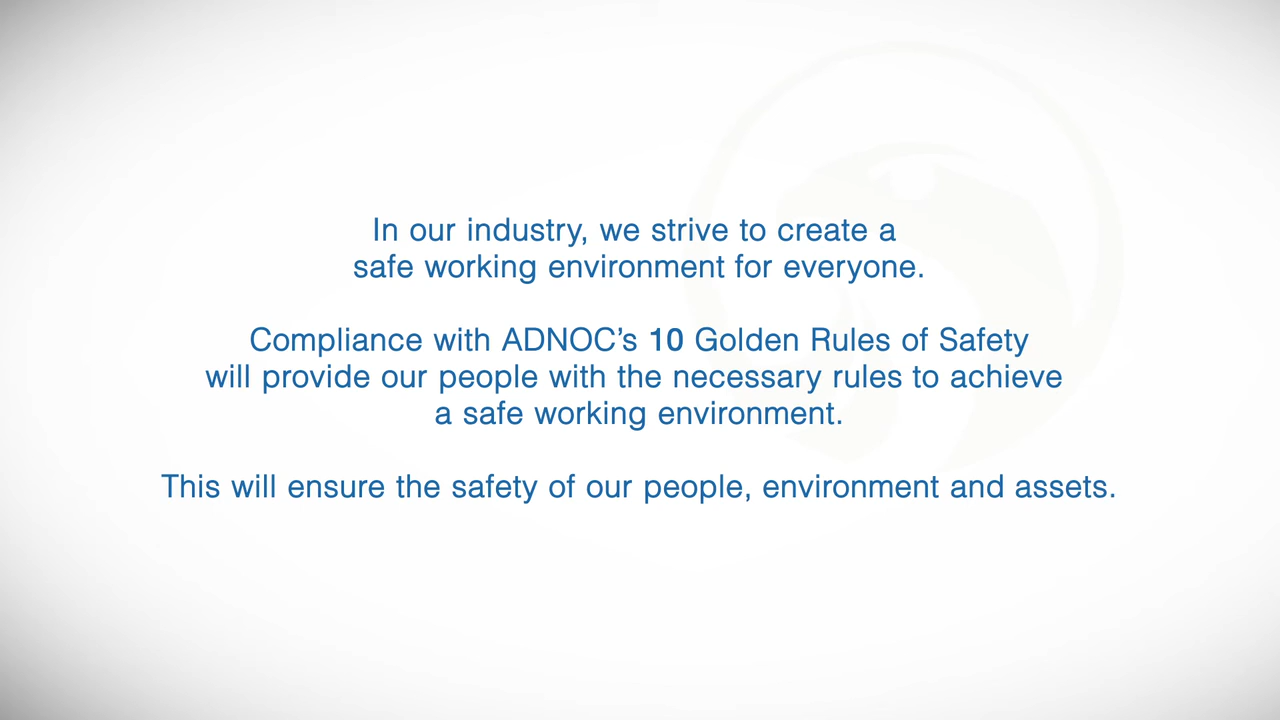 In our industry, we strive to create a
safe working environment for everyone.
Compliance with ADNOC’s 10 Golden Rules of Safety
will provide our people with the necessary rules to achieve
a safe working environment.
This will ensure the safety of our people, environment and assets.